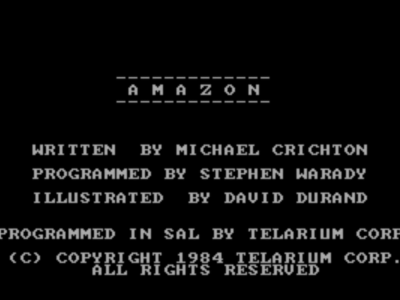 AMAZON
WRITTEN BY MICHAEL CRICHTON
PROGRAMMED BY STEPHEN WARADY
ILLUSTRATED BY DAVID DURAND
PROGRAMMED IN SAL BY TELARIUM CORP
(C) COPYRIGHT 1984 TELARIUM CORP.
ALL RIGHTS RESERVED